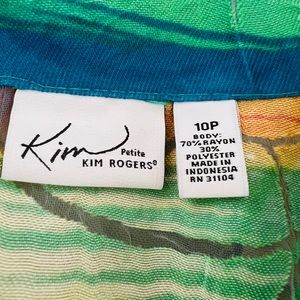 Kim
Petite
KIM ROGERS®
10P
BODY:
70% RAYON
30%
POLYESTER
MADE IN
INDONESIA
RN 31104